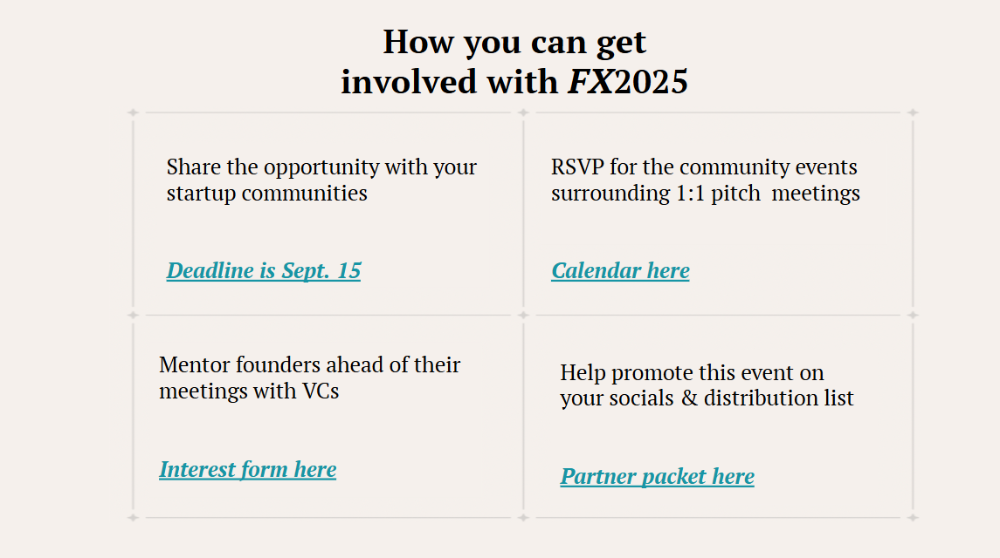 How you can get
involved with FX2025
Share the opportunity with your
startup communities
Deadline is Sept. 15
RSVP for the community events
surrounding 1:1 pitch  meetings
Calendar here
Mentor founders ahead of their
meetings with VCs
Interest form here
Help promote this event on
your socials & distribution list
Partner packet here